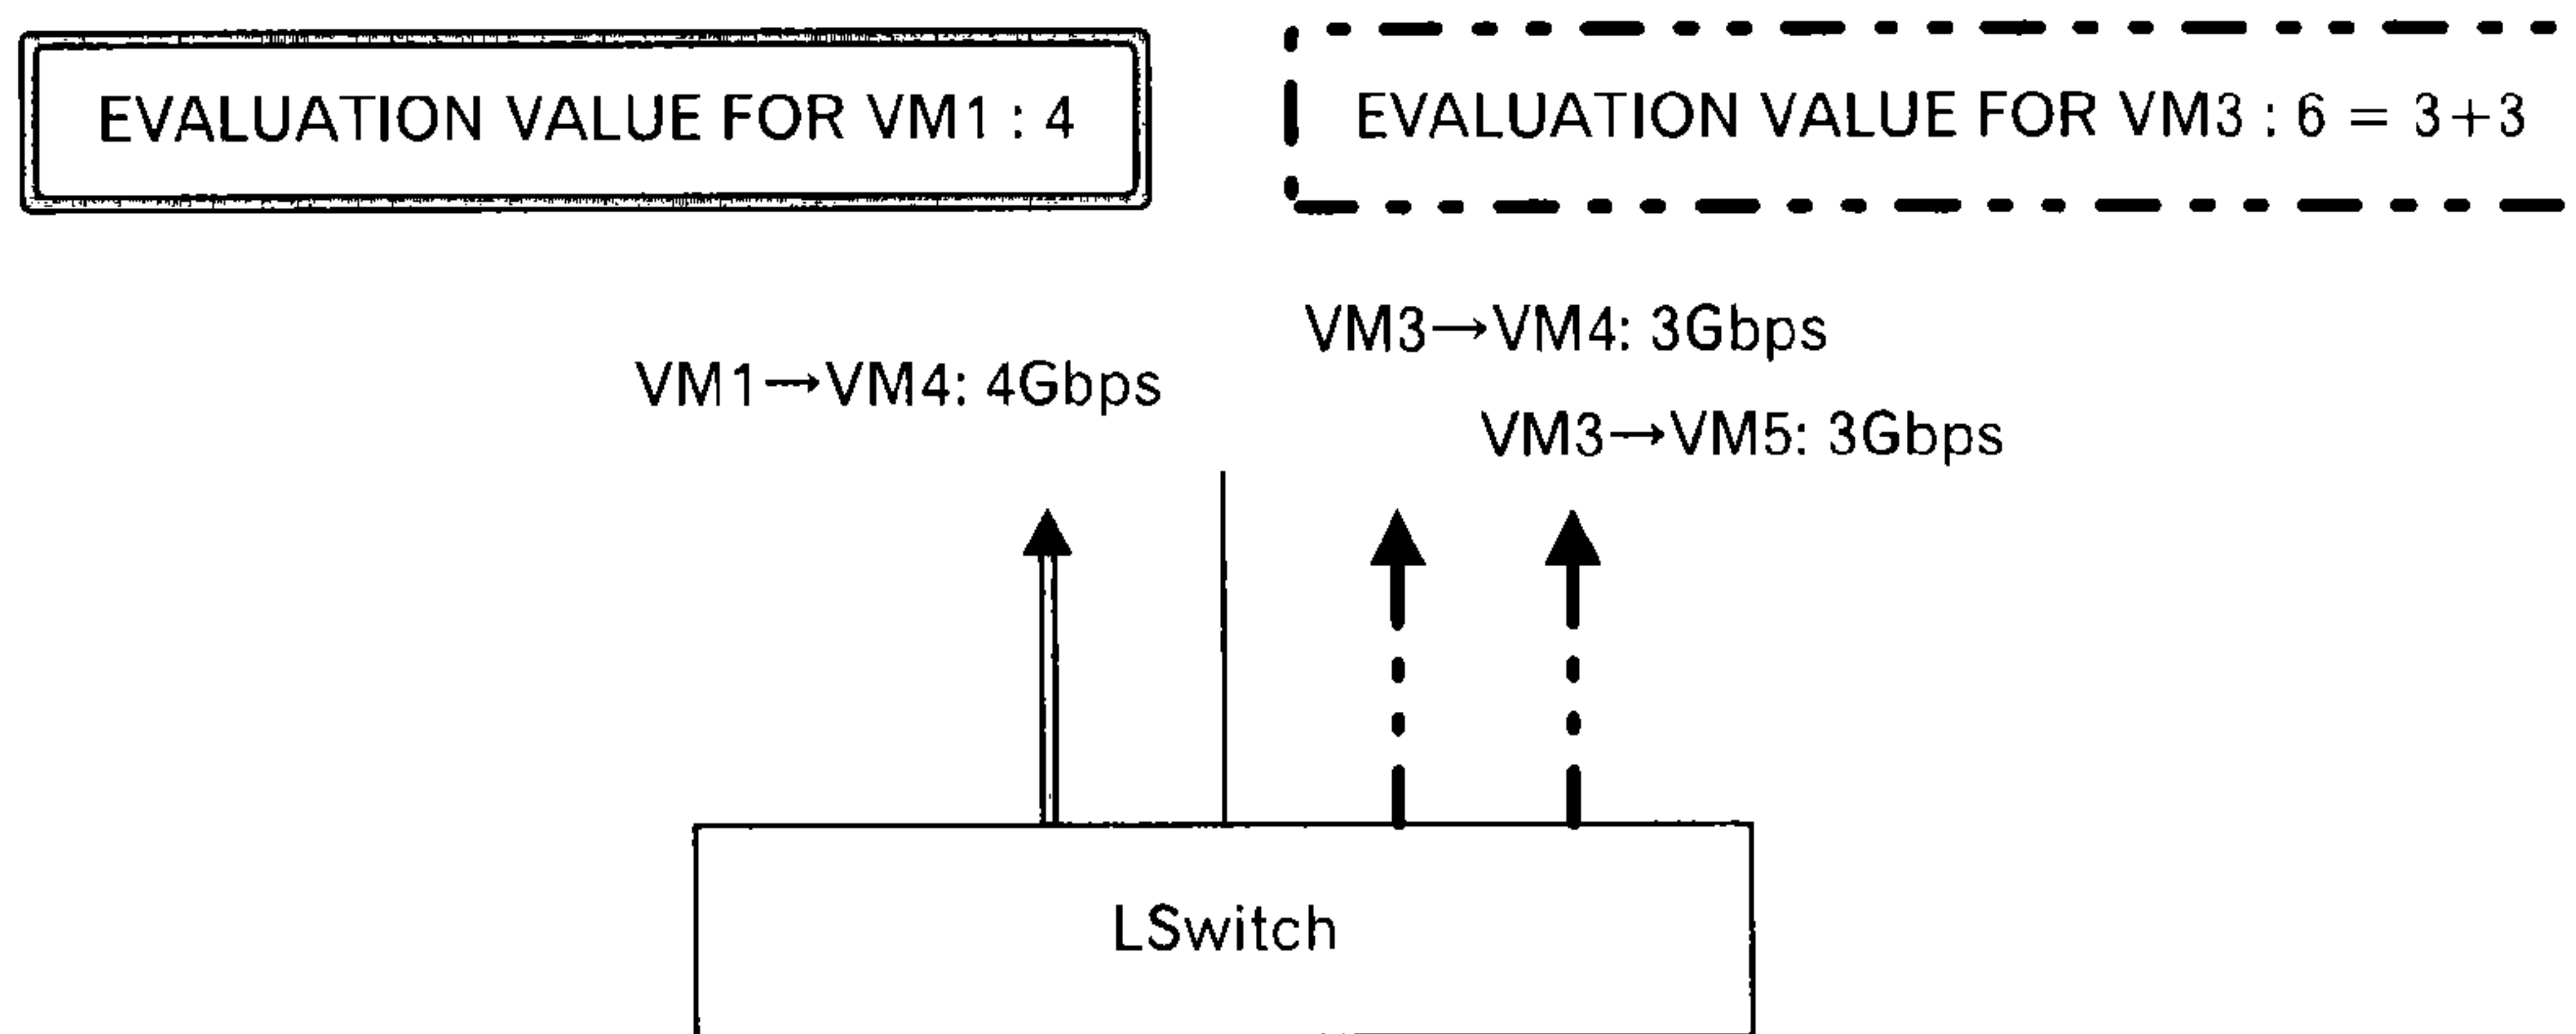 EVALUATION VALUE FOR VM1 : 4
EVALUATION VALUE FOR VM3 : 6 = 3+3
VM3→VM4: 3Gbps
VM1→VM4: 4Gbps
VM3→VM5: 3Gbps
LSwitch